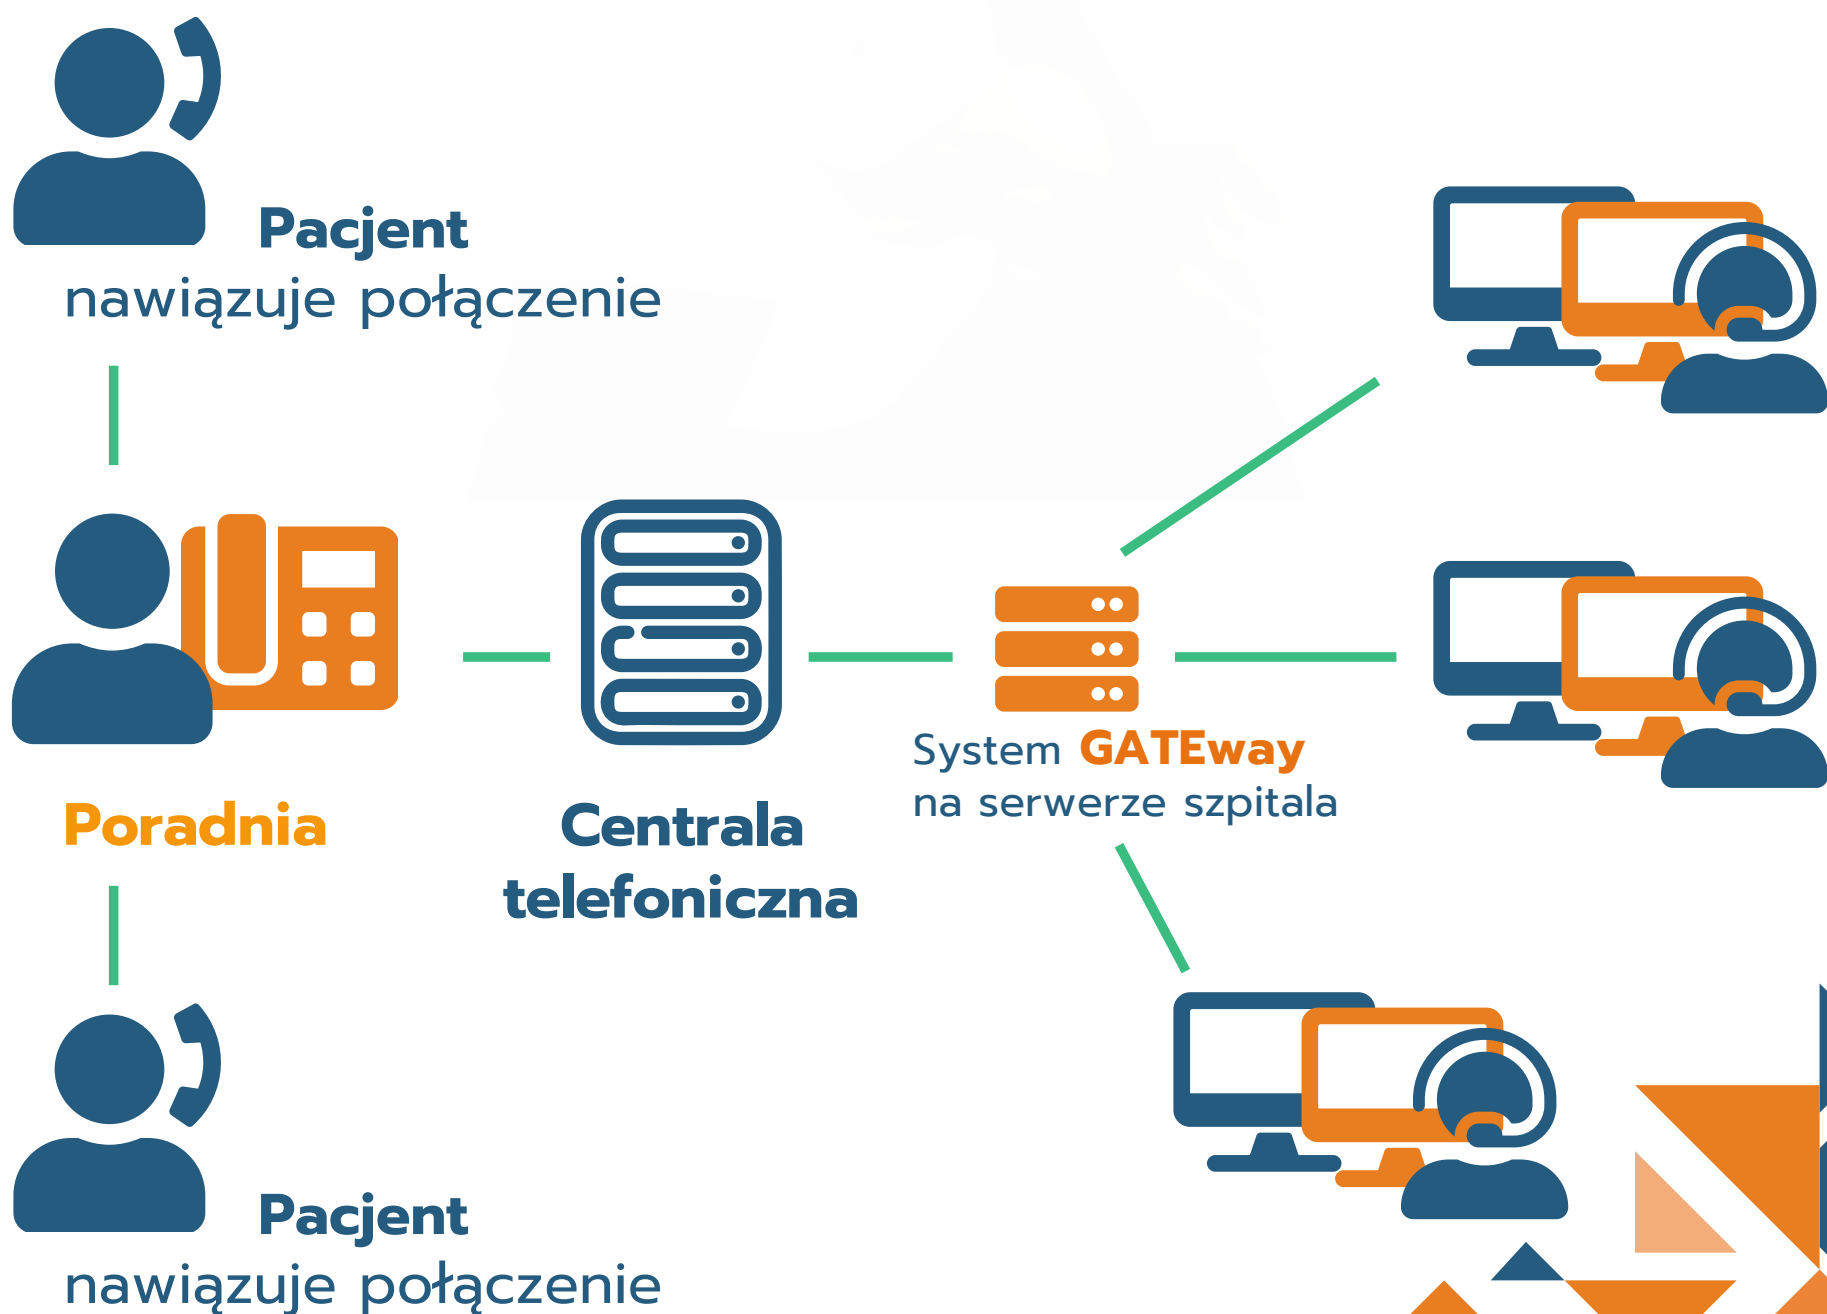 Pacjent
nawiązuje połączenie
Poradnia
Centrala
telefoniczna
System GATEway
na serwerze szpitala
Pacjent
nawiązuje połączenie